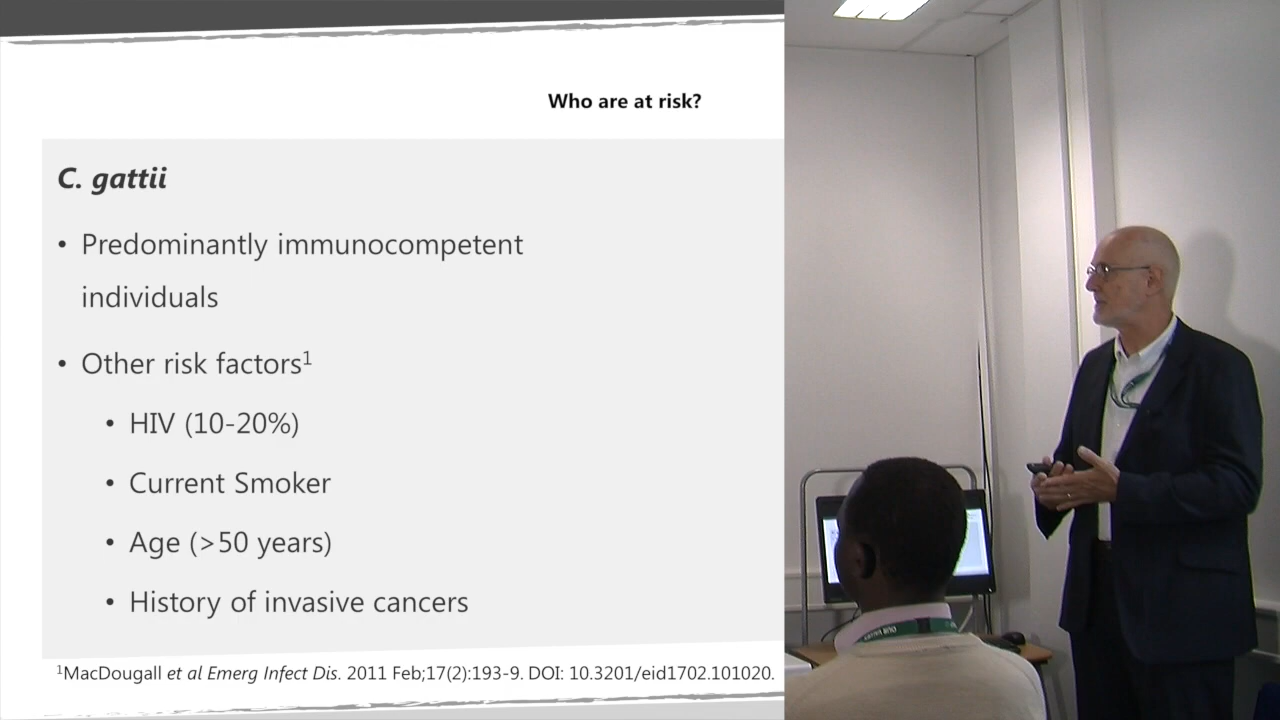 Who are at risk?
C. gattii
• Predominantly immunocompetent
individuals
• Other risk factors¹
• HIV (10-20%)
• Current Smoker
• Age (>50 years)
• History of invasive cancers
¹MacDougall et al Emerg Infect Dis. 2011 Feb;17(2):193-9. DOI: 10.3201/eid1702.101020.